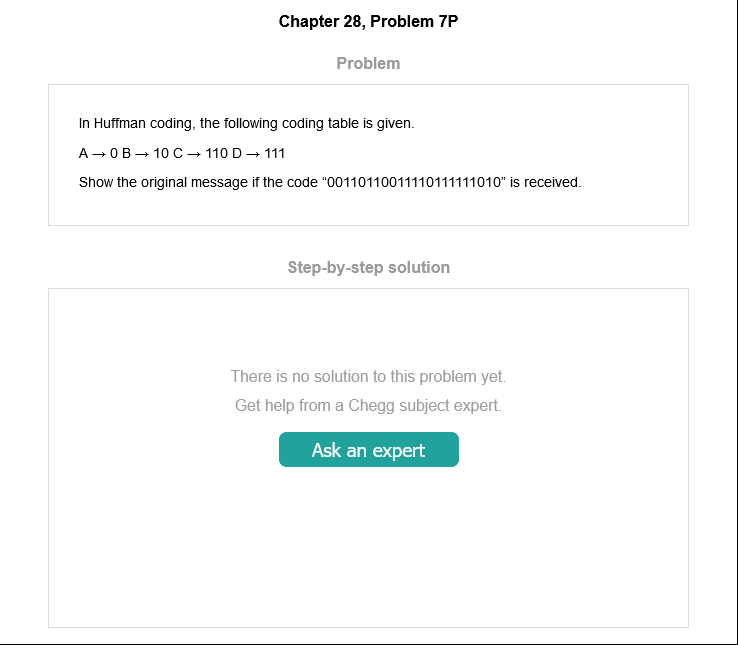 Chapter 28, Problem 7P
Problem
In Huffman coding, the following coding table is given.
A → 0 B → 10 C → 110 D → 111
Show the original message if the code “00110110011110111111010” is received.
Step-by-step solution
There is no solution to this problem yet.
Get help from a Chegg subject expert.
Ask an expert